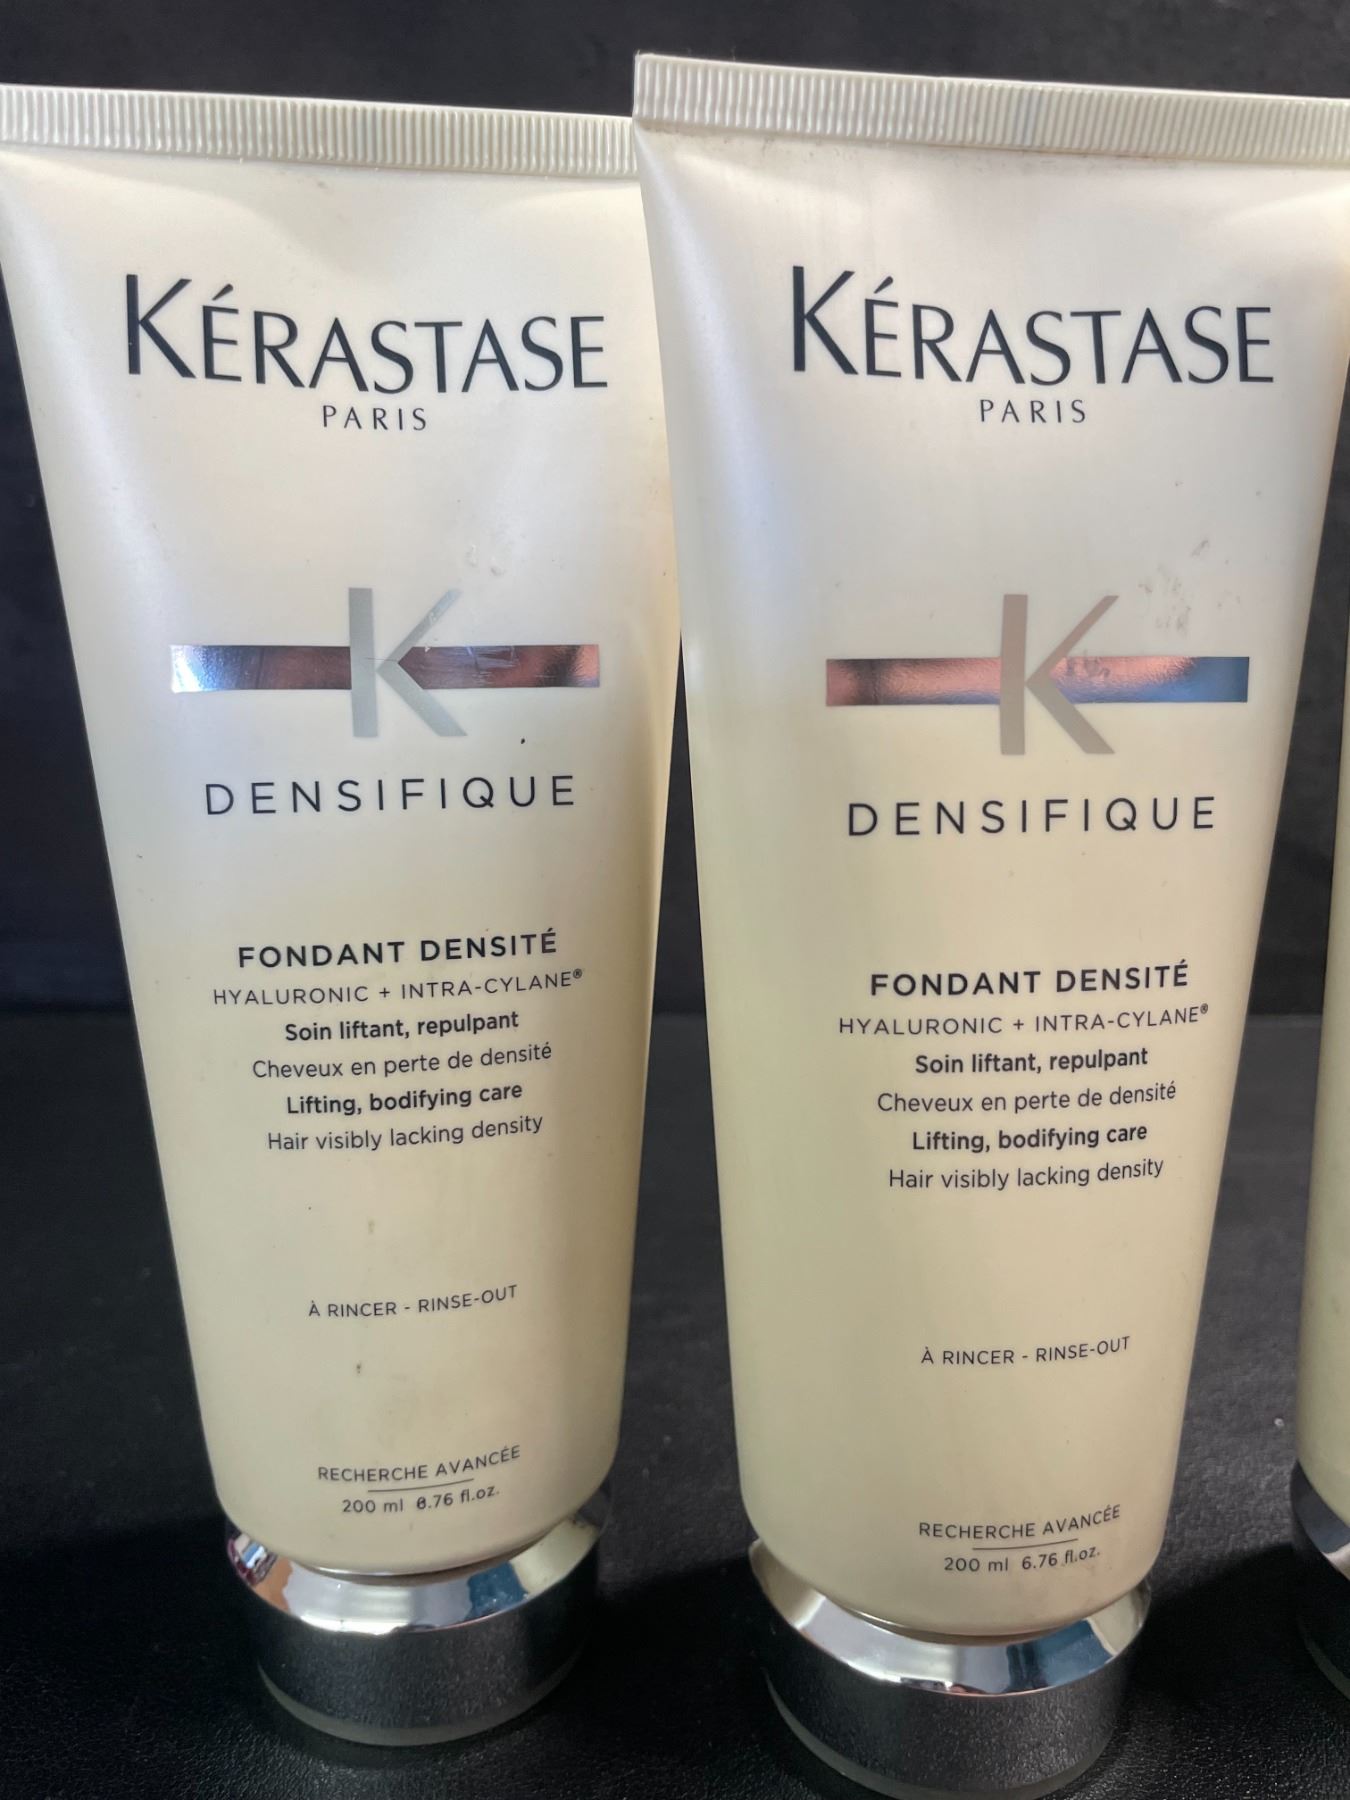 KÉRASTASE
PARIS
K
DENSIFIQUE
FONDANT DENSITÉ
HYALURONIC + INTRA-CYLANE®
Soin liftant, repulpant
Cheveux en perte de densité
Lifting, bodifying care
Hair visibly lacking density
À RINCER - RINSE-OUT
RECHERCHE AVANCÉE
200 ml 6.76 fl.oz.
KÉRASTASE
PARIS
K
DENSIFIQUE
FONDANT DENSITÉ
HYALURONIC + INTRA-CYLANE®
Soin liftant, repulpant
Cheveux en perte de densité
Lifting, bodifying care
Hair visibly lacking density
À RINCER - RINSE-OUT
RECHERCHE AVANCÉE
200 ml 6.76 fl.oz.